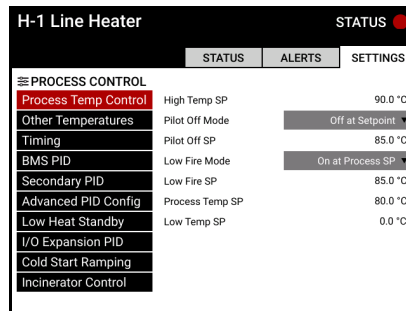 H-1 Line Heater STATUS
STATUS ALERTS SETTINGS
PROCESS CONTROL
Process Temp Control High Temp SP 90.0 °C
Other Temperatures Pilot Off Mode Off at Setpoint
Timing Pilot Off SP 85.0 °C
BMS PID Low Fire Mode On at Process SP
Secondary PID Low Fire SP 85.0 °C
Advanced PID Config Process Temp SP 80.0 °C
Low Heat Standby Low Temp SP 0.0 °C
I/O Expansion PID
Cold Start Ramping
Incinerator Control